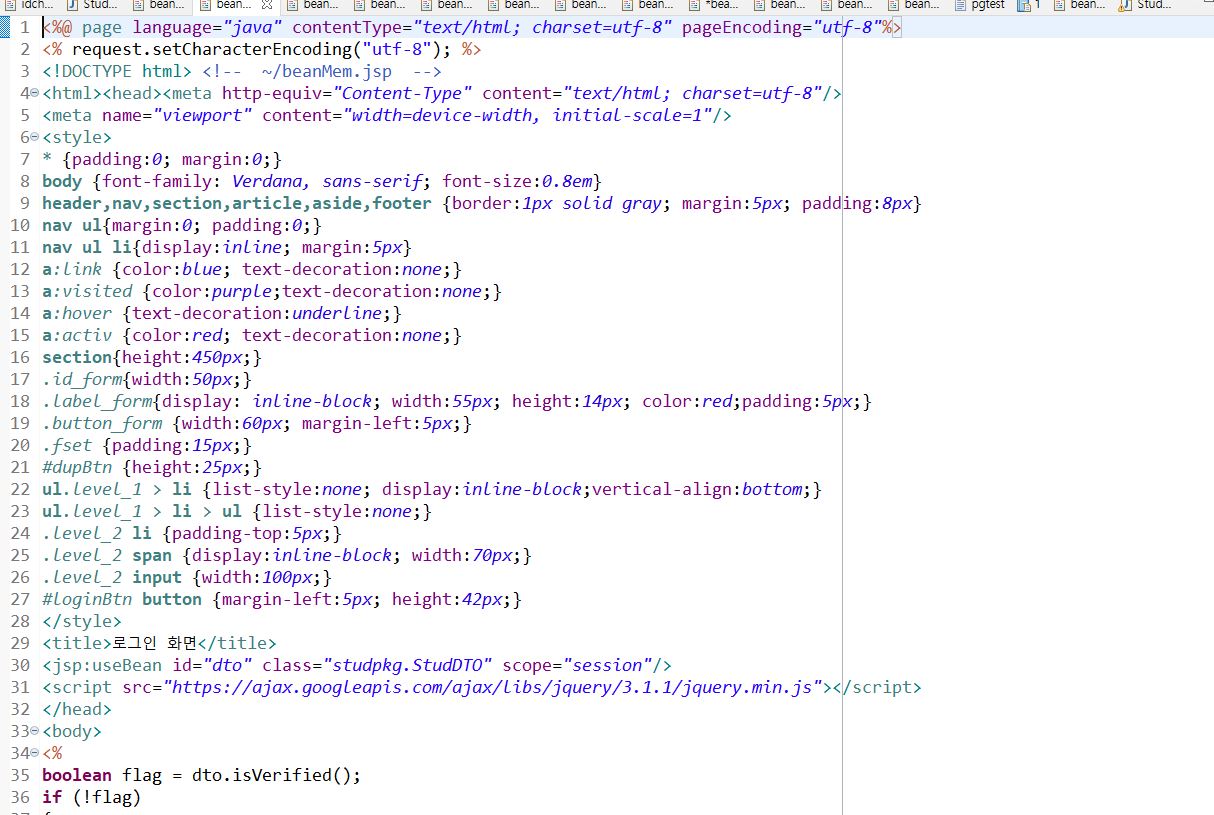 idch... Stud... bean... bean... bean... bean... bean... bean... bean... bean... *bea... bean... bean... bean... pgtest 1 bean... Stud...
1 <%@ page language="java" contentType="text/html; charset=utf-8" pageEncoding="utf-8"%>
2 <% request.setCharacterEncoding("utf-8"); %>
3 <!DOCTYPE html> <!--  ~/beanMem.jsp  -->
4 <html><head><meta http-equiv="Content-Type" content="text/html; charset=utf-8"/>
5 <meta name="viewport" content="width=device-width, initial-scale=1"/>
6 <style>
7 * {padding:0; margin:0;}
8 body {font-family: Verdana, sans-serif; font-size:0.8em}
9 header,nav,section,article,aside,footer {border:1px solid gray; margin:5px; padding:8px}
10 nav ul{margin:0; padding:0;}
11 nav ul li{display:inline; margin:5px}
12 a:link {color:blue; text-decoration:none;}
13 a:visited {color:purple;text-decoration:none;}
14 a:hover {text-decoration:underline;}
15 a:activ {color:red; text-decoration:none;}
16 section{height:450px;}
17 .id_form{width:50px;}
18 .label_form{display: inline-block; width:55px; height:14px; color:red;padding:5px;}
19 .button_form {width:60px; margin-left:5px;}
20 .fset {padding:15px;}
21 #dupBtn {height:25px;}
22 ul.level_1 > li {list-style:none; display:inline-block;vertical-align:bottom;}
23 ul.level_1 > li > ul {list-style:none;}
24 .level_2 li {padding-top:5px;}
25 .level_2 span {display:inline-block; width:70px;}
26 .level_2 input {width:100px;}
27 #loginBtn button {margin-left:5px; height:42px;}
28 </style>
29 <title>로그인 화면</title>
30 <jsp:useBean id="dto" class="studpkg.StudDTO" scope="session"/>
31 <script src="https://ajax.googleapis.com/ajax/libs/jquery/3.1.1/jquery.min.js"></script>
32 </head>
33 <body>
34 <%
35 boolean flag = dto.isVerified();
36 if (!flag)